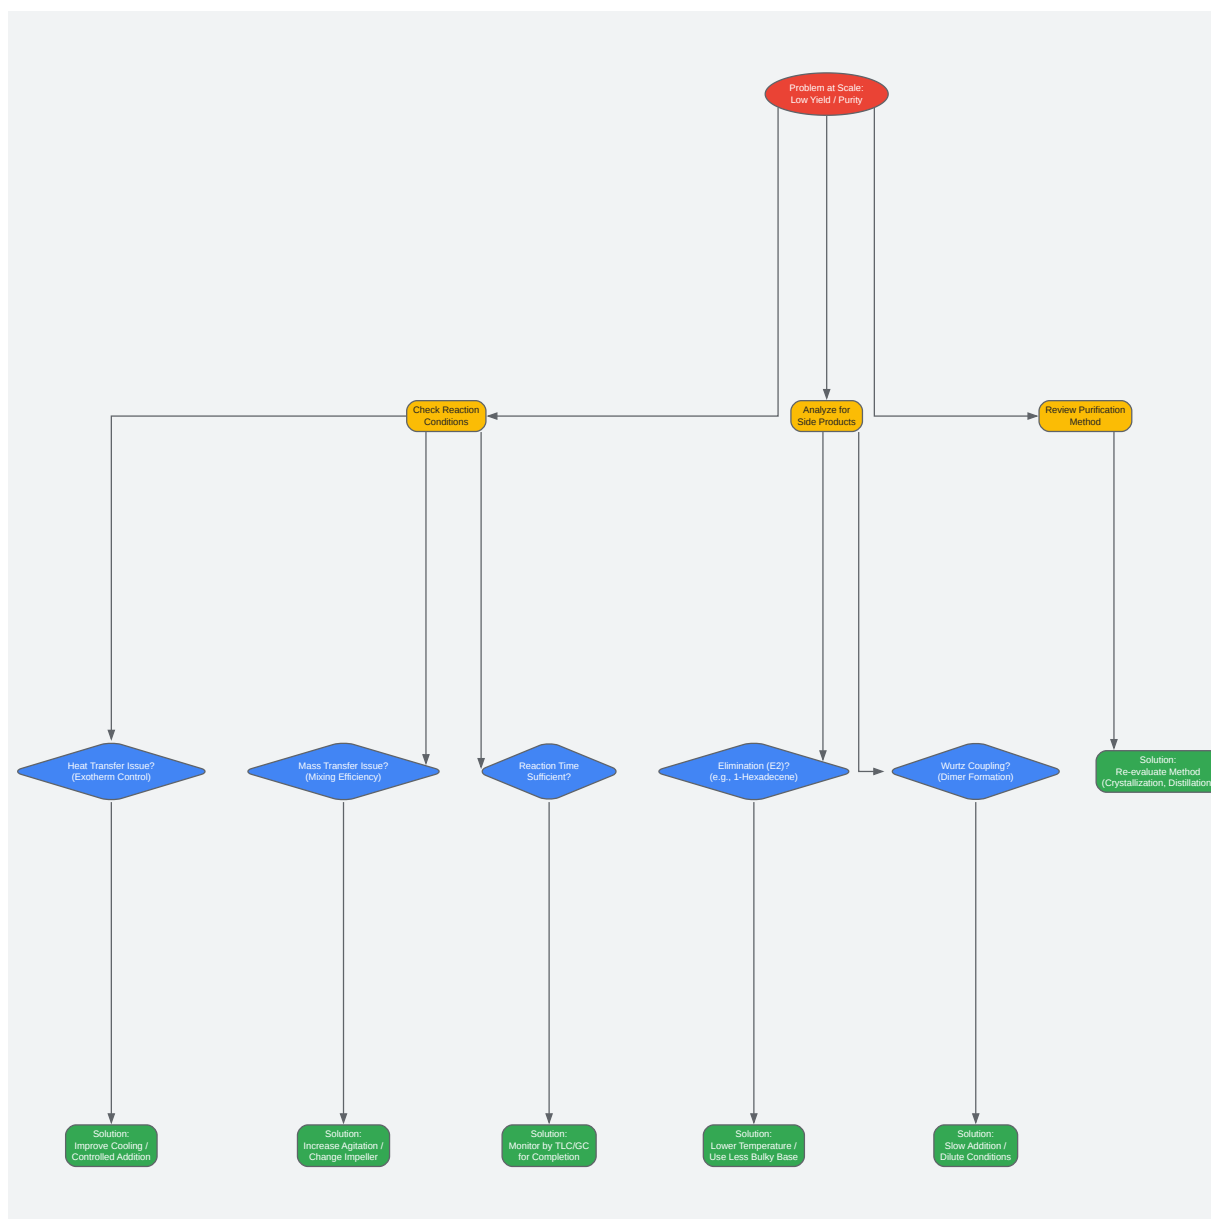 Problem at Scale:
Low Yield / Purity
Check Reaction
Conditions
Analyze for
Side Products
Review Purification
Method
Heat Transfer Issue?
(Exotherm Control)
Mass Transfer Issue?
(Mixing Efficiency)
Reaction Time
Sufficient?
Elimination (E2)?
(e.g., 1-Hexadecene)
Wurtz Coupling?
(Dimer Formation)
Solution:
Re-evaluate Method
(Crystallization, Distillation
Solution:
Improve Cooling /
Controlled Addition
Solution:
Increase Agitation /
Change Impeller
Solution:
Monitor by TLC/GC
for Completion
Solution:
Lower Temperature /
Use Less Bulky Base
Solution:
Slow Addition /
Dilute Conditions